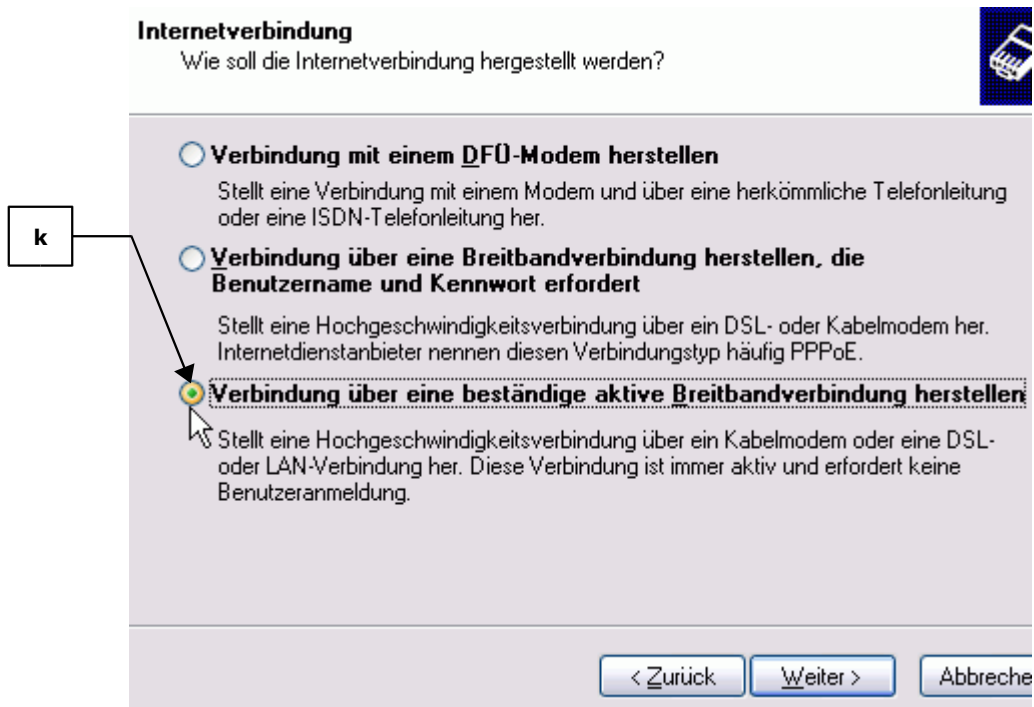 Internetverbindung
Wie soll die Internetverbindung hergestellt werden?
Verbindung mit einem DFÜ-Modem herstellen
Stellt eine Verbindung mit einem Modem und über eine herkömmliche Telefonleitung
oder eine ISDN-Telefonleitung her.
k
Verbindung über eine Breitbandverbindung herstellen, die
Benutzername und Kennwort erfordert
Stellt eine Hochgeschwindigkeitsverbindung über ein DSL- oder Kabelmodem her.
Internetdienstanbieter nennen diesen Verbindungstyp häufig PPPoE.
Verbindung über eine beständige aktive Breitbandverbindung herstellen
Stellt eine Hochgeschwindigkeitsverbindung über ein Kabelmodem oder eine DSL-
oder LAN-Verbindung her. Diese Verbindung ist immer aktiv und erfordert keine
Benutzeranmeldung.
< Zurück Weiter > Abbreche